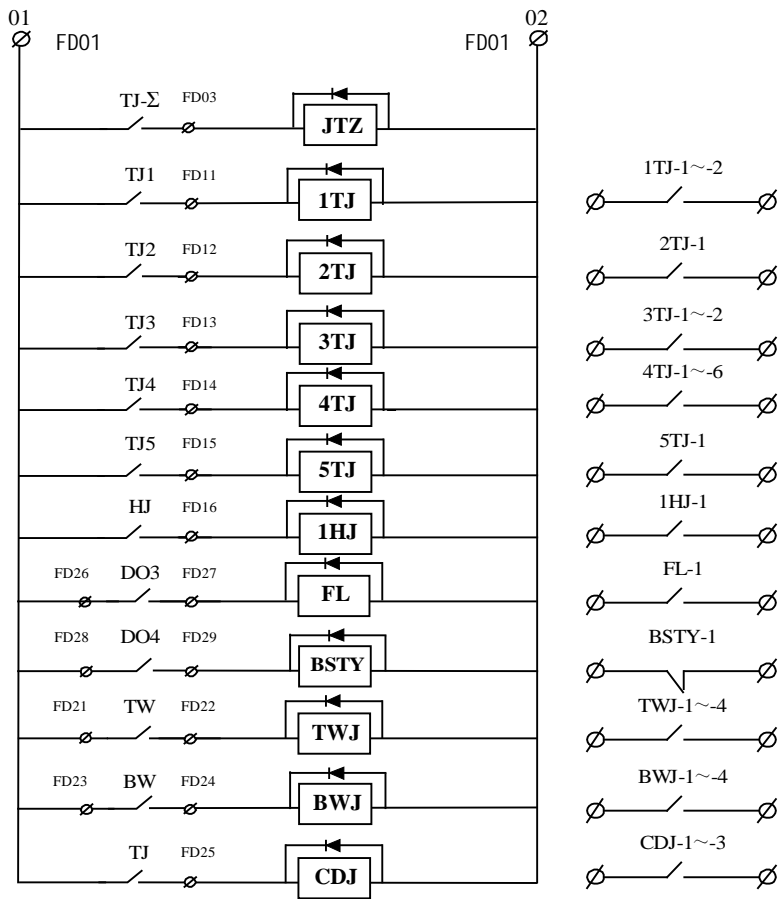 01 02
FD01 FD01
TJ-Σ FD03 JTZ
TJ1 FD11 1TJ 1TJ-1~-2
TJ2 FD12 2TJ 2TJ-1
TJ3 FD13 3TJ 3TJ-1~-2
TJ4 FD14 4TJ 4TJ-1~-6
TJ5 FD15 5TJ 5TJ-1
HJ FD16 1HJ 1HJ-1
FD26 DO3 FD27 FL FL-1
FD28 DO4 FD29 BSTY BSTY-1
FD21 TW FD22 TWJ TWJ-1~-4
FD23 BW FD24 BWJ BWJ-1~-4
TJ FD25 CDJ CDJ-1~-3